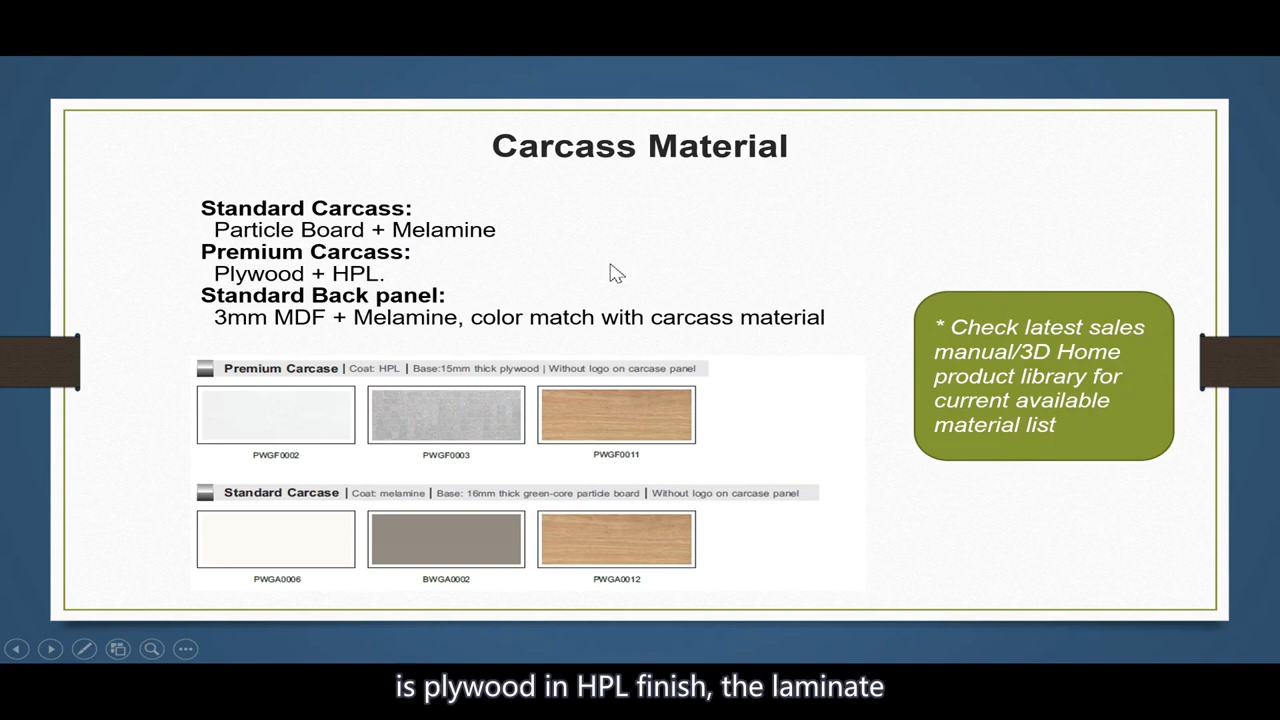 Carcass Material
Standard Carcass:
Particle Board + Melamine
Premium Carcass:
Plywood + HPL.
Standard Back panel:
3mm MDF + Melamine, color match with carcass material
* Check latest sales
manual/3D Home
product library for
current available
material list
Premium Carcase | Coat: HPL | Base:15mm thick plywood | Without logo on carcase panel
PWGF0002
PWGF0003
PWGF0011
Standard Carcase | Coat: melamine | Base: 16mm thick green-core particle board | Without logo on carcase panel
PWGA0006
BWGA0002
PWGA0012
is plywood in HPL finish, the laminate